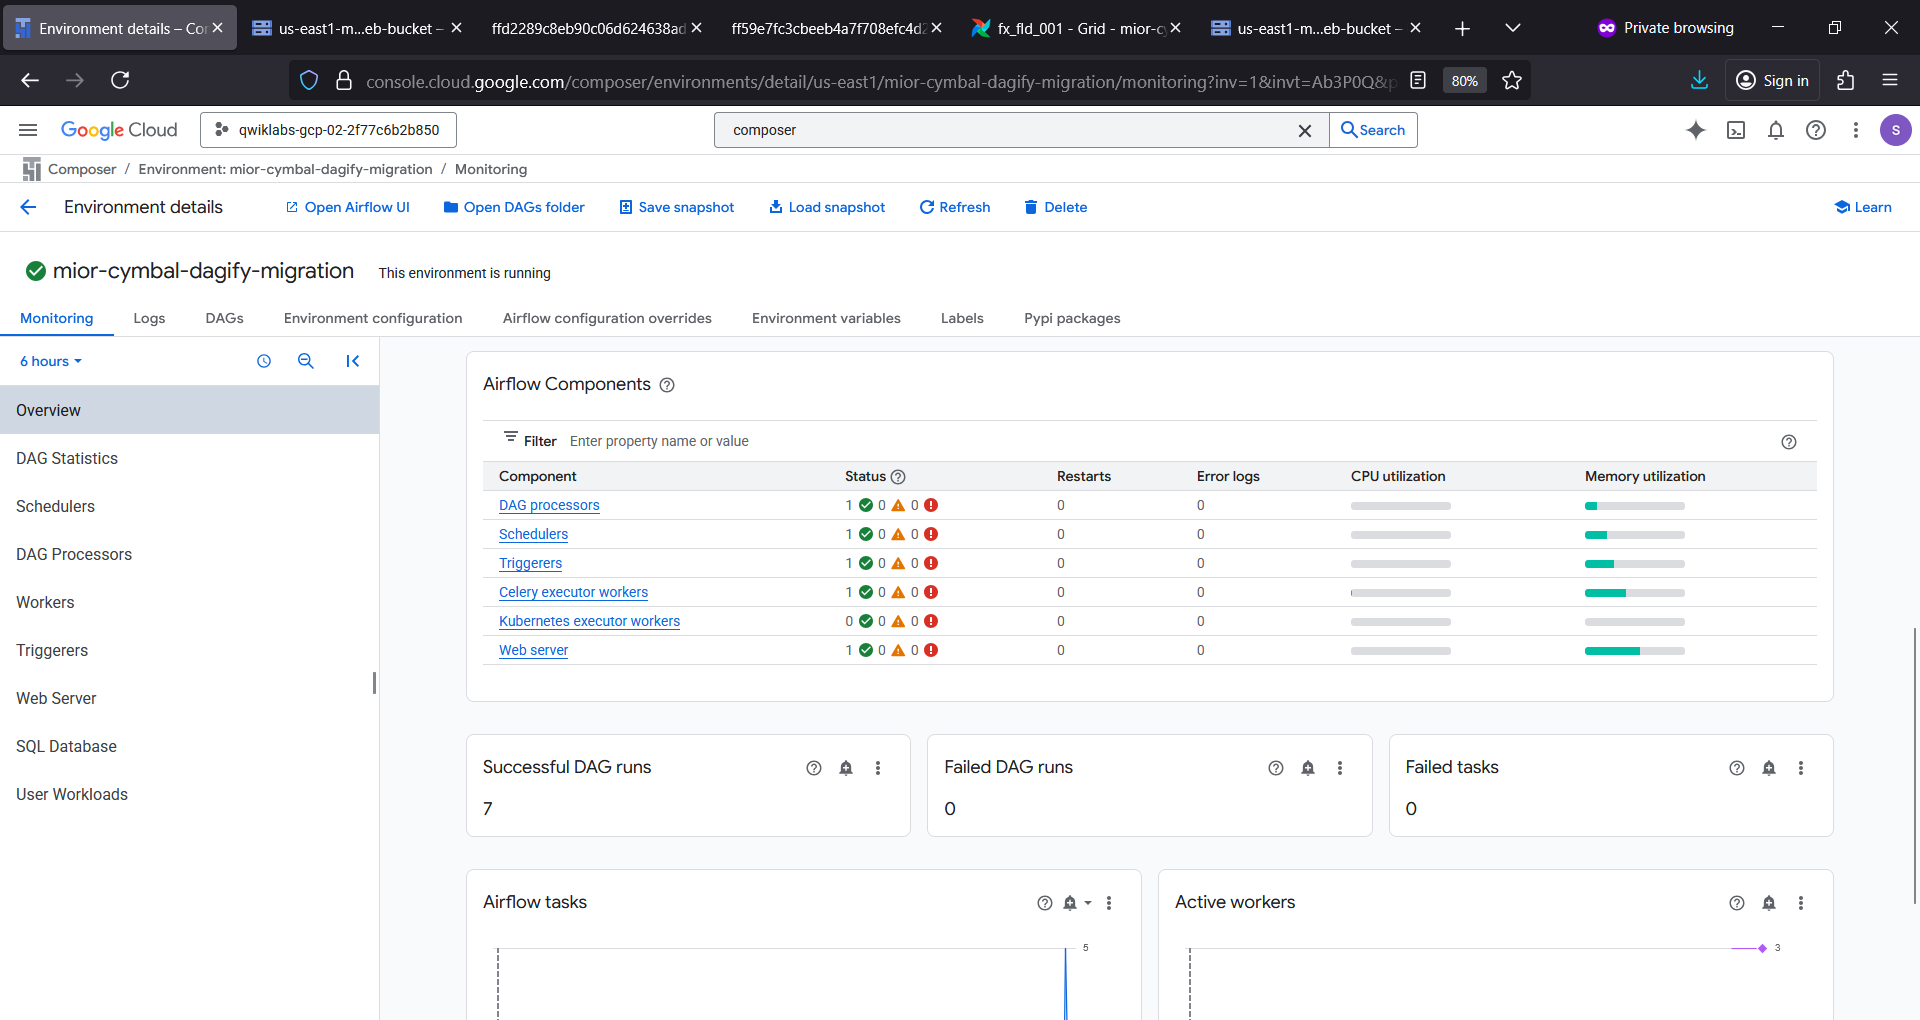 Environment details – Cor
us-east1-m...eb-bucket –
ffd2289c8eb90c06d624638ad
ff59e7fc3cbeeb4a7f708efc4d2
fx_fld_001 - Grid - mior-cy
us-east1-m...eb-bucket –
Private browsing
console.cloud.google.com/composer/environments/detail/us-east1/mior-cymbal-dagify-migration/monitoring?inv=1&invt=Ab3P0Q&p
80%
Sign in
Google Cloud
qwiklabs-gcp-02-2f77c6b2b850
composer
Search
S
Composer / Environment: mior-cymbal-dagify-migration / Monitoring
Environment details
Open Airflow UI
Open DAGs folder
Save snapshot
Load snapshot
Refresh
Delete
Learn
mior-cymbal-dagify-migration This environment is running
Monitoring Logs DAGs Environment configuration Airflow configuration overrides Environment variables Labels Pypi packages
6 hours
Overview
DAG Statistics
Schedulers
DAG Processors
Workers
Triggerers
Web Server
SQL Database
User Workloads
Airflow Components
Filter Enter property name or value
Component Status Restarts Error logs CPU utilization Memory utilization
DAG processors 1 0 0 0 0
Schedulers 1 0 0 0 0
Triggerers 1 0 0 0 0
Celery executor workers 1 0 0 0 0
Kubernetes executor workers 0 0 0 0 0
Web server 1 0 0 0 0
Successful DAG runs
7
Failed DAG runs
0
Failed tasks
0
Airflow tasks
5
Active workers
3